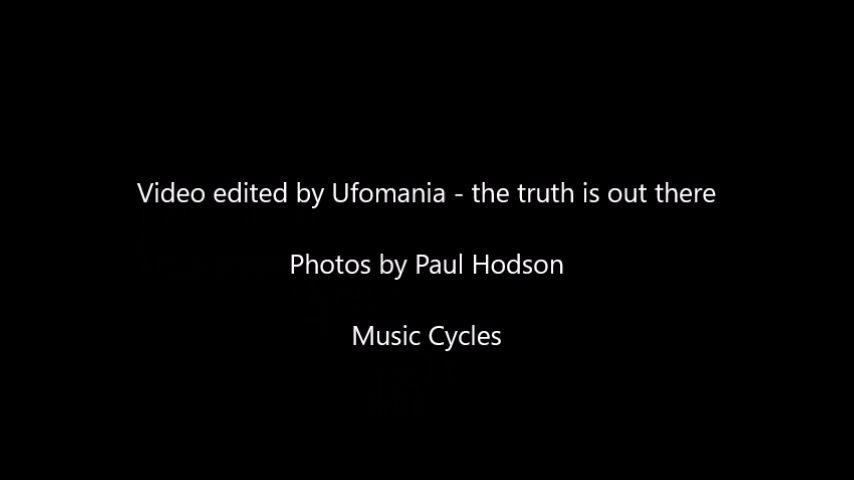 Video edited by Ufomania - the truth is out there
Photos by Paul Hodson
Music Cycles